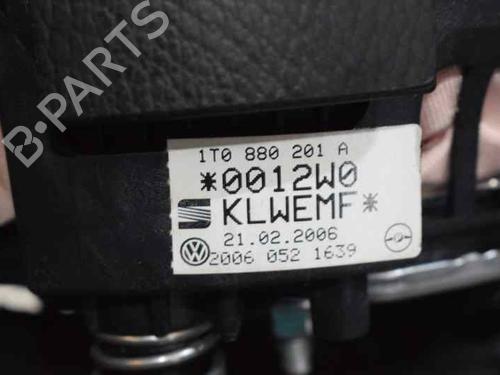 B-PARTS
1T0 880 201 A
*0012W0
KLWEMF*
21.02.2006
2006 052 1639